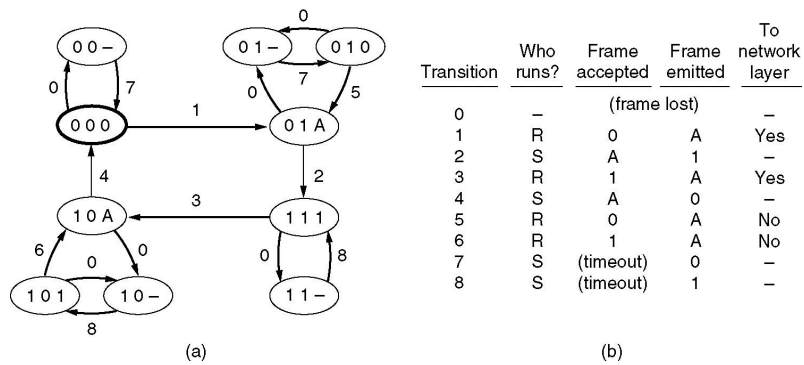 0
0 0 –
0 1 –
0 1 0
0
7
7
0
5
0 0 0
1
0 1 A
4
2
1 0 A
3
1 1 1
6
0
0
0
8
1 0 1
1 0 –
1 1 –
8
(a)
Transition Who runs? Frame accepted Frame emitted To network layer
0 – (frame lost) –
1 R 0 A Yes
2 S A 1 –
3 R 1 A Yes
4 S A 0 –
5 R 0 A No
6 R 1 A No
7 S (timeout) 0 –
8 S (timeout) 1 –
(b)